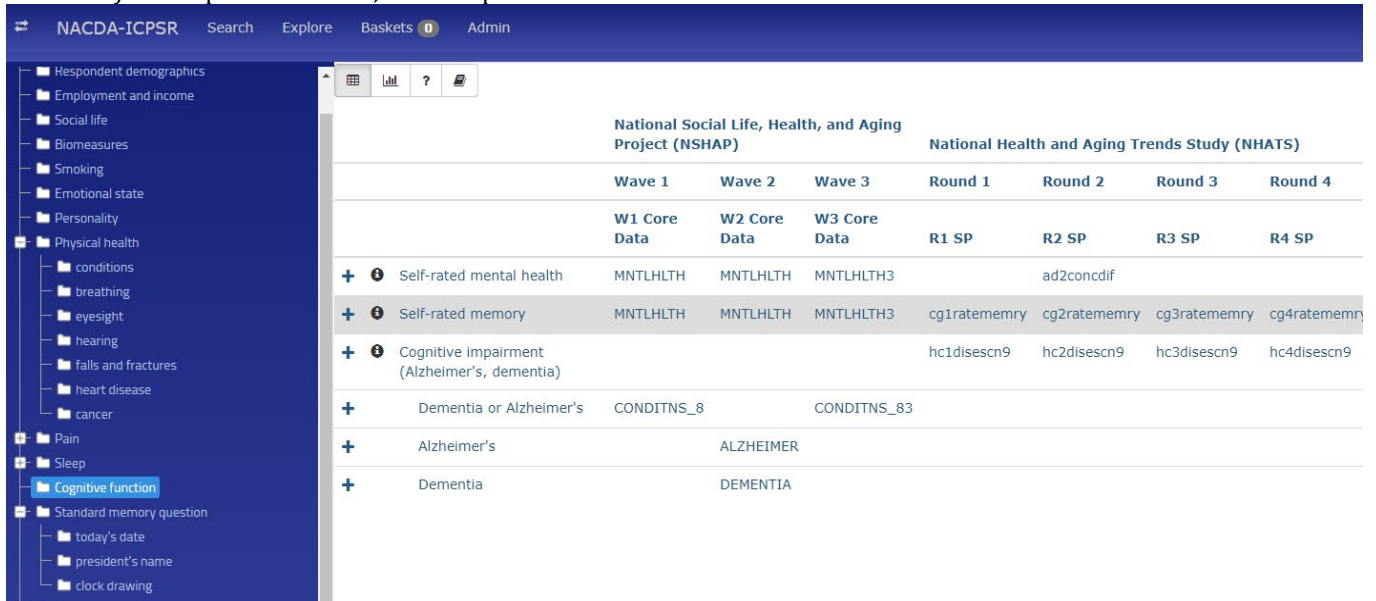 NACDA-ICPSR Search Explore Baskets 0 Admin
Respondent demographics
Employment and income
Social life
Biomeasures
Smoking
Emotional state
Personality
Physical health
conditions
breathing
eyesight
hearing
falls and fractures
heart disease
cancer
Pain
Sleep
Cognitive function
Standard memory question
today's date
president's name
clock drawing
National Social Life, Health, and Aging
Project (NSHAP) National Health and Aging Trends Study (NHATS)
Wave 1 Wave 2 Wave 3 Round 1 Round 2 Round 3 Round 4
W1 Core W2 Core W3 Core
Data Data Data R1 SP R2 SP R3 SP R4 SP
Self-rated mental health MNTLHLTH MNTLHLTH MNTLHLTH3 ad2concdif
Self-rated memory MNTLHLTH MNTLHLTH MNTLHLTH3 cg1ratememry cg2ratememry cg3ratememry cg4ratememry
Cognitive impairment hc1disescn9 hc2disescn9 hc3disescn9 hc4disescn9
(Alzheimer's, dementia)
Dementia or Alzheimer's CONDITNS_8 CONDITNS_83
Alzheimer's ALZHEIMER
Dementia DEMENTIA